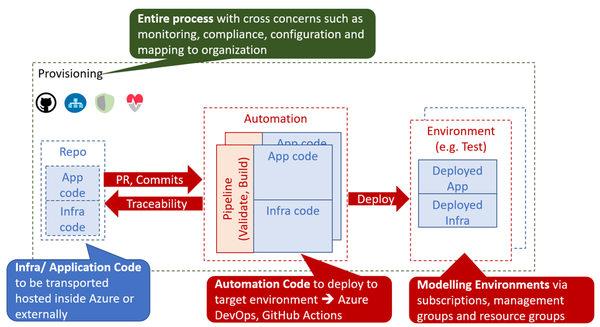 Entire process with cross concerns such as
monitoring, compliance, configuration and
mapping to organization
Provisioning
Automation
Environment
(e.g. Test)
Repo
App
code
Infra
code
PR, Commits
Traceability
Pipeline
(Validate, Build)
App code
App code
Infra code
Deploy
Deployed
App
Deployed
Infra
Infra/ Application Code
to be transported
hosted inside Azure or
externally
Automation Code to deploy to
target environment ➔ Azure
DevOps, GitHub Actions
Modelling Environments via
subscriptions, management
groups and resource groups